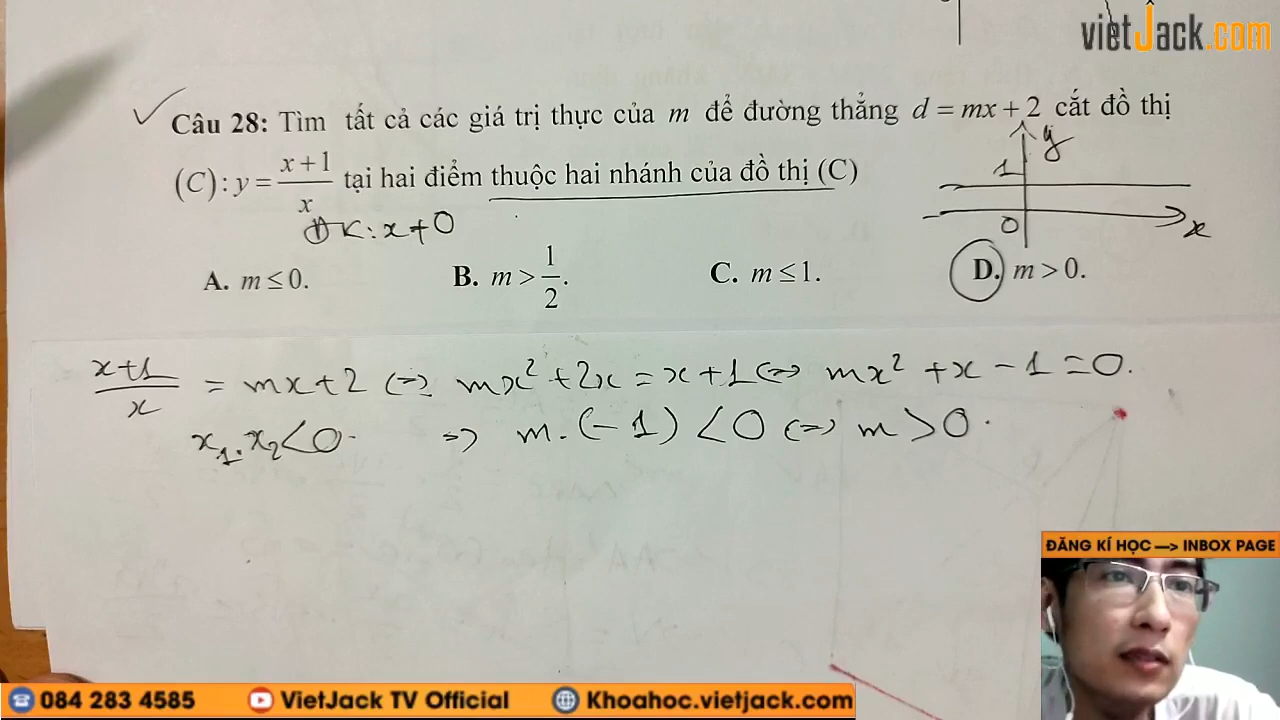 vietJack.com
Câu 28: Tìm tất cả các giá trị thực của m để đường thẳng d = mx + 2 cắt đồ thị
(C): y = \frac{x+1}{x} tại hai điểm thuộc hai nhánh của đồ thị (C)
y
1
0
x
ĐK: x ≠ 0
A. m ≤ 0. B. m > \frac{1}{2}. C. m ≤ 1. D. m > 0.
\frac{x+1}{x} = mx + 2 ⇔ mx² + 2x = x + 1 ⇔ mx² + x - 1 = 0.
x₁.x₂ < 0. ⇒ m.(-1) < 0 ⇔ m > 0.
ĐĂNG KÍ HỌC —> INBOX PAGE
084 283 4585 VietJack TV Official Khoahoc.vietjack.com